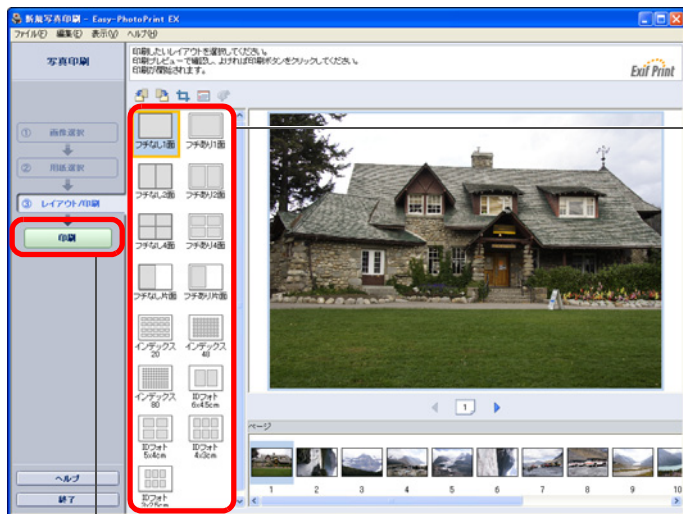 新規写真印刷 - Easy-PhotoPrint EX
ファイル(F) 編集(E) 表示(V) ヘルプ(H)
写真印刷
印刷したいレイアウトを選択してください。
印刷プレビューで確認し、よければ印刷ボタンをクリックしてください。
印刷が開始されます。
Exif Print
① 画像選択
② 用紙選択
③ レイアウト/印刷
印刷
フチなし1面 フチあり1面
フチなし2面 フチあり2面
フチなし4面 フチあり4面
フチなし片面 フチあり片面
インデックス 20
インデックス 48
インデックス 80
IDフォト 6x4.5cm
IDフォト 5x4cm
IDフォト 4x3cm
IDフォト
1
ページ
1 2 3 4 5 6 7 8 9 10
ヘルプ
終了